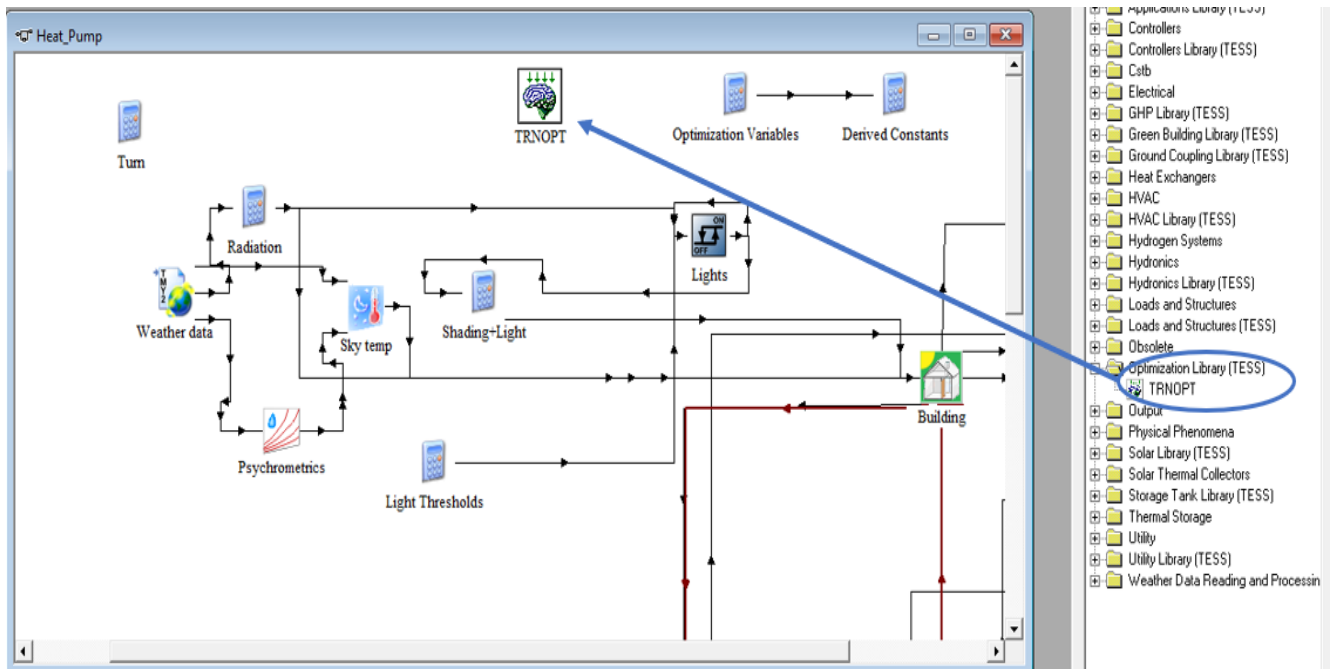 Heat_Pump
TRNOPT
Optimization Variables
Derived Constants
Turn
Radiation
ON
OFF
Lights
TMY2
Weather data
Sky temp
Shading+Light
Building
Psychrometrics
Light Thresholds
Applications Library (TESS)
Controllers
Controllers Library (TESS)
Cstb
Electrical
GHP Library (TESS)
Green Building Library (TESS)
Ground Coupling Library (TESS)
Heat Exchangers
HVAC
HVAC Library (TESS)
Hydrogen Systems
Hydronics
Hydronics Library (TESS)
Loads and Structures
Loads and Structures (TESS)
Obsolete
Optimization Library (TESS)
TRNOPT
Output
Physical Phenomena
Solar Library (TESS)
Solar Thermal Collectors
Storage Tank Library (TESS)
Thermal Storage
Utility
Utility Library (TESS)
Weather Data Reading and Processin